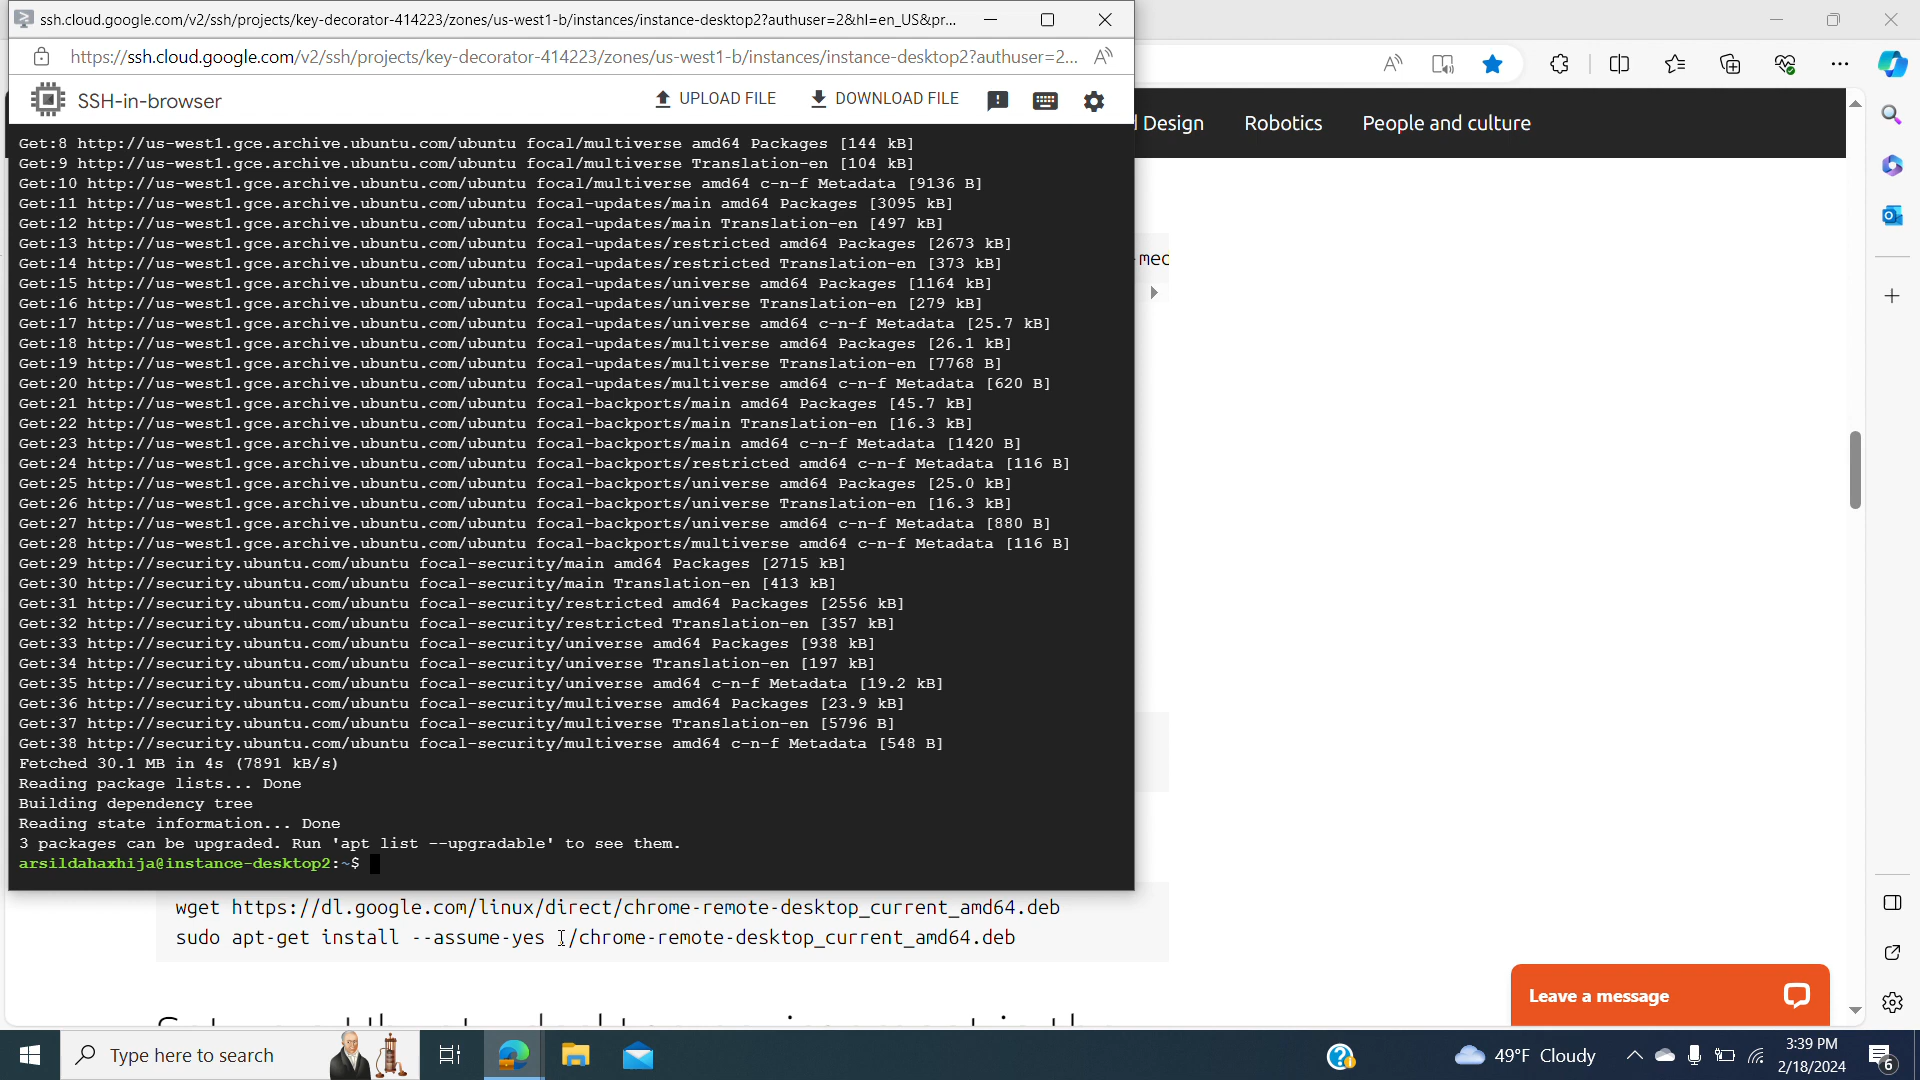 ssh.cloud.google.com/v2/ssh/projects/key-decorator-414223/zones/us-west1-b/instances/instance-desktop2?authuser=2&hl=en_US&pr...
https://ssh.cloud.google.com/v2/ssh/projects/key-decorator-414223/zones/us-west1-b/instances/instance-desktop2?authuser=2...
SSH-in-browser
UPLOAD FILE
DOWNLOAD FILE
Design
Robotics
People and culture
Get:8 http://us-west1.gce.archive.ubuntu.com/ubuntu focal/multiverse amd64 Packages [144 kB]
Get:9 http://us-west1.gce.archive.ubuntu.com/ubuntu focal/multiverse Translation-en [104 kB]
Get:10 http://us-west1.gce.archive.ubuntu.com/ubuntu focal/multiverse amd64 c-n-f Metadata [9136 B]
Get:11 http://us-west1.gce.archive.ubuntu.com/ubuntu focal-updates/main amd64 Packages [3095 kB]
Get:12 http://us-west1.gce.archive.ubuntu.com/ubuntu focal-updates/main Translation-en [497 kB]
Get:13 http://us-west1.gce.archive.ubuntu.com/ubuntu focal-updates/restricted amd64 Packages [2673 kB]
Get:14 http://us-west1.gce.archive.ubuntu.com/ubuntu focal-updates/restricted Translation-en [373 kB]
Get:15 http://us-west1.gce.archive.ubuntu.com/ubuntu focal-updates/universe amd64 Packages [1164 kB]
Get:16 http://us-west1.gce.archive.ubuntu.com/ubuntu focal-updates/universe Translation-en [279 kB]
Get:17 http://us-west1.gce.archive.ubuntu.com/ubuntu focal-updates/universe amd64 c-n-f Metadata [25.7 kB]
Get:18 http://us-west1.gce.archive.ubuntu.com/ubuntu focal-updates/multiverse amd64 Packages [26.1 kB]
Get:19 http://us-west1.gce.archive.ubuntu.com/ubuntu focal-updates/multiverse Translation-en [7768 B]
Get:20 http://us-west1.gce.archive.ubuntu.com/ubuntu focal-updates/multiverse amd64 c-n-f Metadata [620 B]
Get:21 http://us-west1.gce.archive.ubuntu.com/ubuntu focal-backports/main amd64 Packages [45.7 kB]
Get:22 http://us-west1.gce.archive.ubuntu.com/ubuntu focal-backports/main Translation-en [16.3 kB]
Get:23 http://us-west1.gce.archive.ubuntu.com/ubuntu focal-backports/main amd64 c-n-f Metadata [1420 B]
Get:24 http://us-west1.gce.archive.ubuntu.com/ubuntu focal-backports/restricted amd64 c-n-f Metadata [116 B]
Get:25 http://us-west1.gce.archive.ubuntu.com/ubuntu focal-backports/universe amd64 Packages [25.0 kB]
Get:26 http://us-west1.gce.archive.ubuntu.com/ubuntu focal-backports/universe Translation-en [16.3 kB]
Get:27 http://us-west1.gce.archive.ubuntu.com/ubuntu focal-backports/universe amd64 c-n-f Metadata [880 B]
Get:28 http://us-west1.gce.archive.ubuntu.com/ubuntu focal-backports/multiverse amd64 c-n-f Metadata [116 B]
Get:29 http://security.ubuntu.com/ubuntu focal-security/main amd64 Packages [2715 kB]
Get:30 http://security.ubuntu.com/ubuntu focal-security/main Translation-en [413 kB]
Get:31 http://security.ubuntu.com/ubuntu focal-security/restricted amd64 Packages [2556 kB]
Get:32 http://security.ubuntu.com/ubuntu focal-security/restricted Translation-en [357 kB]
Get:33 http://security.ubuntu.com/ubuntu focal-security/universe amd64 Packages [938 kB]
Get:34 http://security.ubuntu.com/ubuntu focal-security/universe Translation-en [197 kB]
Get:35 http://security.ubuntu.com/ubuntu focal-security/universe amd64 c-n-f Metadata [19.2 kB]
Get:36 http://security.ubuntu.com/ubuntu focal-security/multiverse amd64 Packages [23.9 kB]
Get:37 http://security.ubuntu.com/ubuntu focal-security/multiverse Translation-en [5796 B]
Get:38 http://security.ubuntu.com/ubuntu focal-security/multiverse amd64 c-n-f Metadata [548 B]
Fetched 30.1 MB in 4s (7891 kB/s)
Reading package lists... Done
Building dependency tree
Reading state information... Done
3 packages can be upgraded. Run 'apt list --upgradable' to see them.
arsildahaxhija@instance-desktop2:~$
-mec
wget https://dl.google.com/linux/direct/chrome-remote-desktop_current_amd64.deb
sudo apt-get install --assume-yes /chrome-remote-desktop_current_amd64.deb
Leave a message
Type here to search
49°F Cloudy
3:39 PM
2/18/2024
6